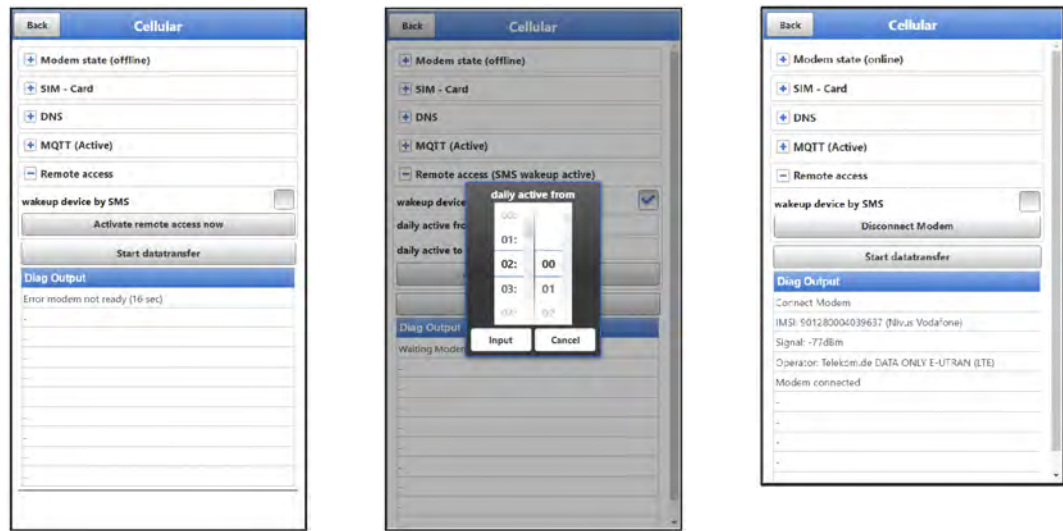 Back
Cellular
Modem state (offline)
SIM - Card
DNS
MQTT (Active)
Remote access
wakeup device by SMS
Activate remote access now
Start datatransfer
Diag Output
Error modem not ready (16 sec)
Back
Cellular
Modem state (offline)
SIM - Card
DNS
MQTT (Active)
Remote access (SMS wakeup active)
wakeup device
daily active
daily active to
Diag Output
Waiting
daily active from
00:
01:
02: 00
03: 01
04: 02
Input Cancel
Back
Cellular
Modem state (online)
SIM - Card
DNS
MQTT (Active)
Remote access
wakeup device by SMS
Disconnect Modem
Start datatransfer
Diag Output
Connect Modem
IMSI: 901280004039637 (Nivus Vodafone)
Signal: -77dBm
Operator: Telekom.de DATA ONLY E-UTRAN (LTE)
Modem connected